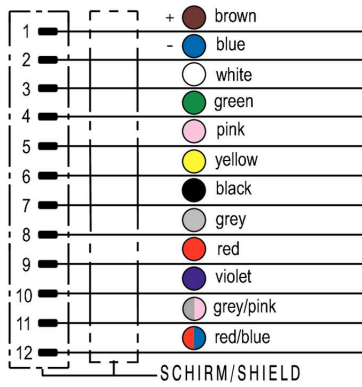 1 + brown
2 - blue
3 white
4 green
5 pink
6 yellow
7 black
8 grey
9 red
10 violet
11 grey/pink
12 red/blue
SCHIRM/SHIELD